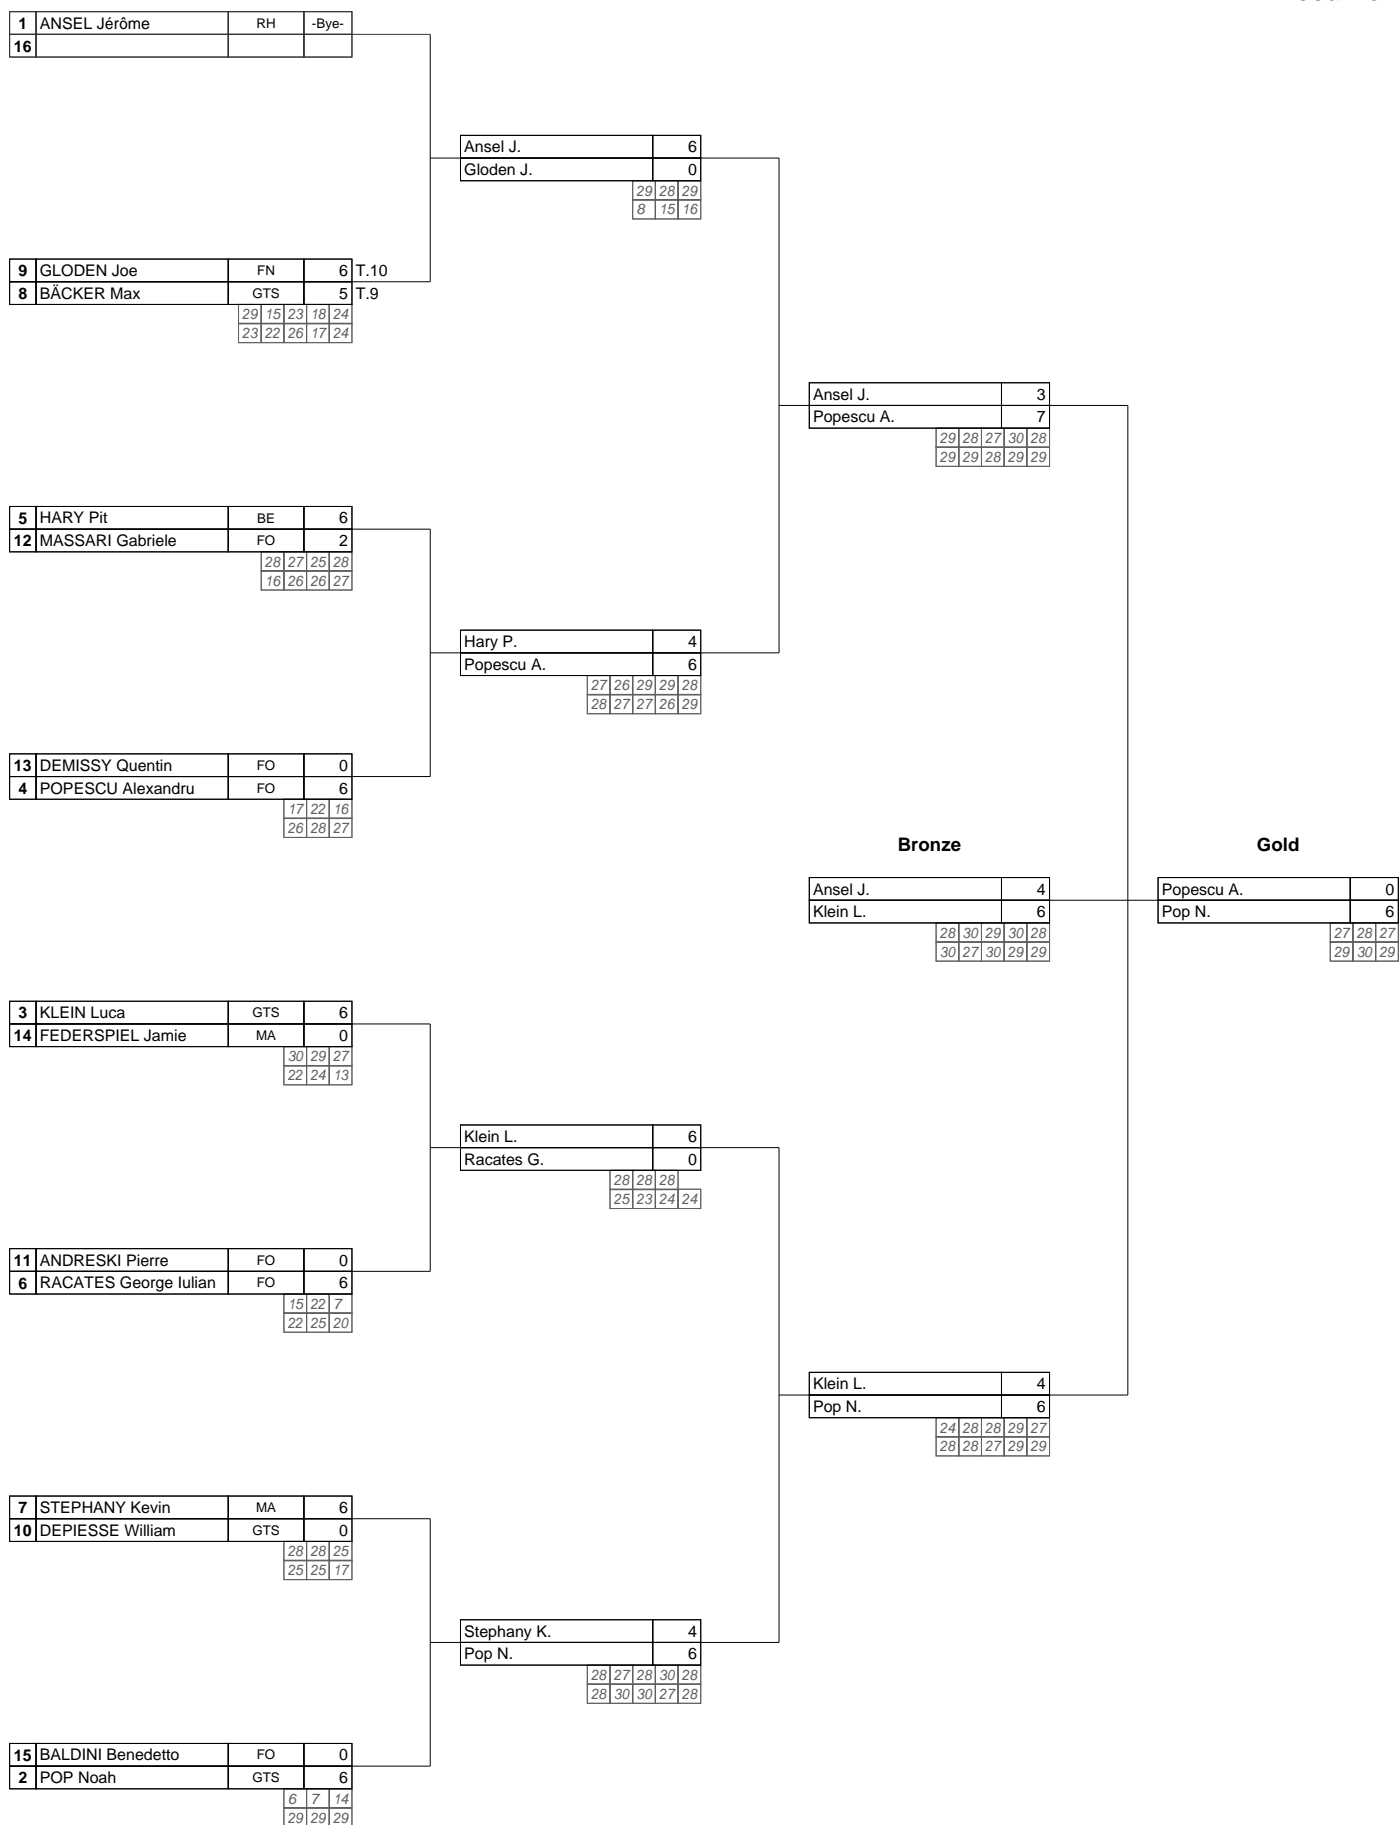 1 ANSEL Jérôme RH -Bye-
16
Ansel J. 6
Gloden J. 0
29 28 29
8 15 16
9 GLODEN Joe FN 6 T.10
8 BÄCKER Max GTS 5 T.9
29 15 23 18 24
23 22 26 17 24
Ansel J. 3
Popescu A. 7
29 28 27 30 28
29 29 28 29 29
5 HARY Pit BE 6
12 MASSARI Gabriele FO 2
28 27 25 28
16 26 26 27
Hary P. 4
Popescu A. 6
27 26 29 29 28
28 27 27 26 29
13 DEMISSY Quentin FO 0
4 POPESCU Alexandru FO 6
17 22 16
26 28 27
Bronze Gold
Ansel J. 4 Popescu A. 0
Klein L. 6 Pop N. 6
28 30 29 30 28 27 28 27
30 27 30 29 29 29 30 29
3 KLEIN Luca GTS 6
14 FEDERSPIEL Jamie MA 0
30 29 27
22 24 13
Klein L. 6
Racates G. 0
28 28 28
25 23 24 24
11 ANDRESKI Pierre FO 0
6 RACATES George Iulian FO 6
15 22 7
22 25 20
Klein L. 4
Pop N. 6
24 28 28 29 27
28 28 27 29 29
7 STEPHANY Kevin MA 6
10 DEPIESSE William GTS 0
28 28 25
25 25 17
Stephany K. 4
Pop N. 6
28 27 28 30 28
28 30 30 27 28
15 BALDINI Benedetto FO 0
2 POP Noah GTS 6
6 7 14
29 29 29